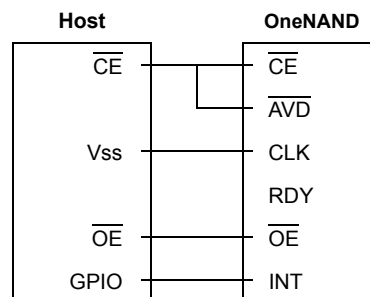 Host OneNAND
CE CE
AVD
Vss CLK
RDY
OE OE
GPIO INT